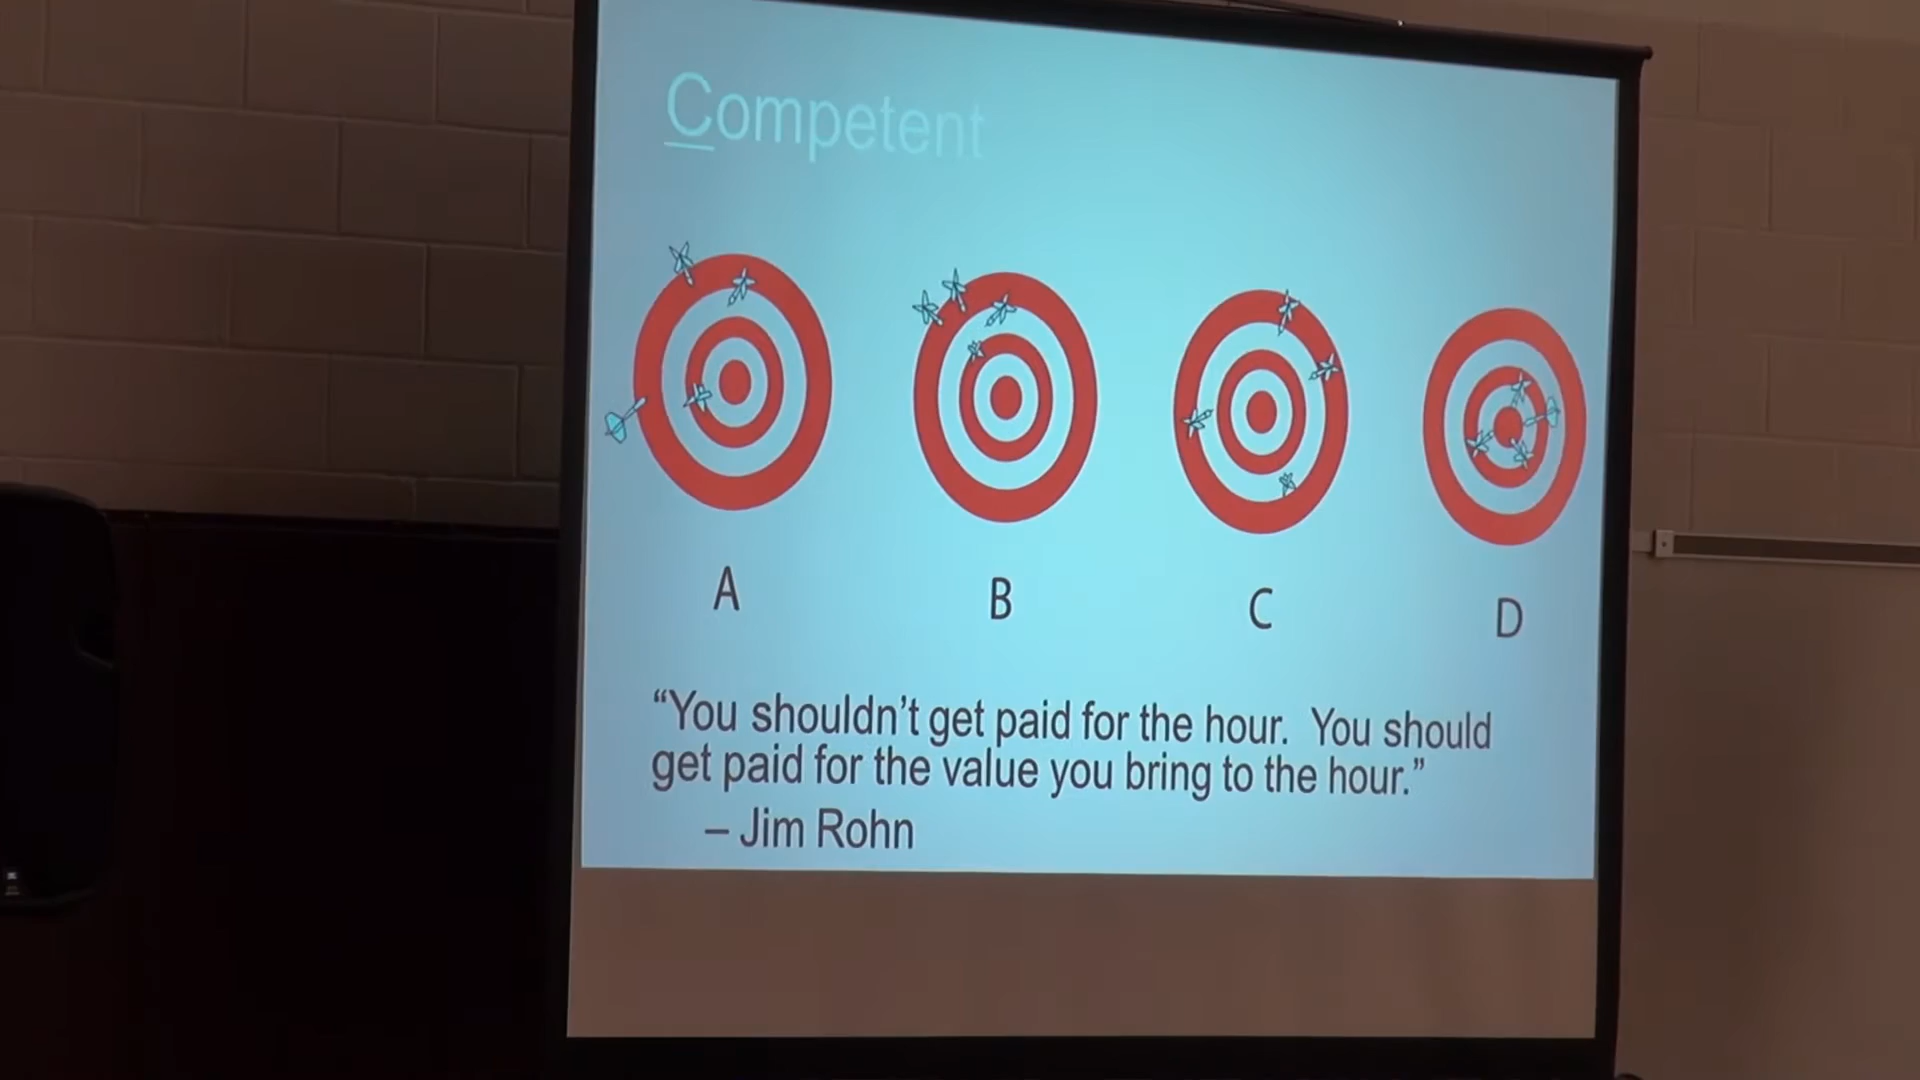 Competent
A B C D
“You shouldn’t get paid for the hour. You should
get paid for the value you bring to the hour.”
– Jim Rohn